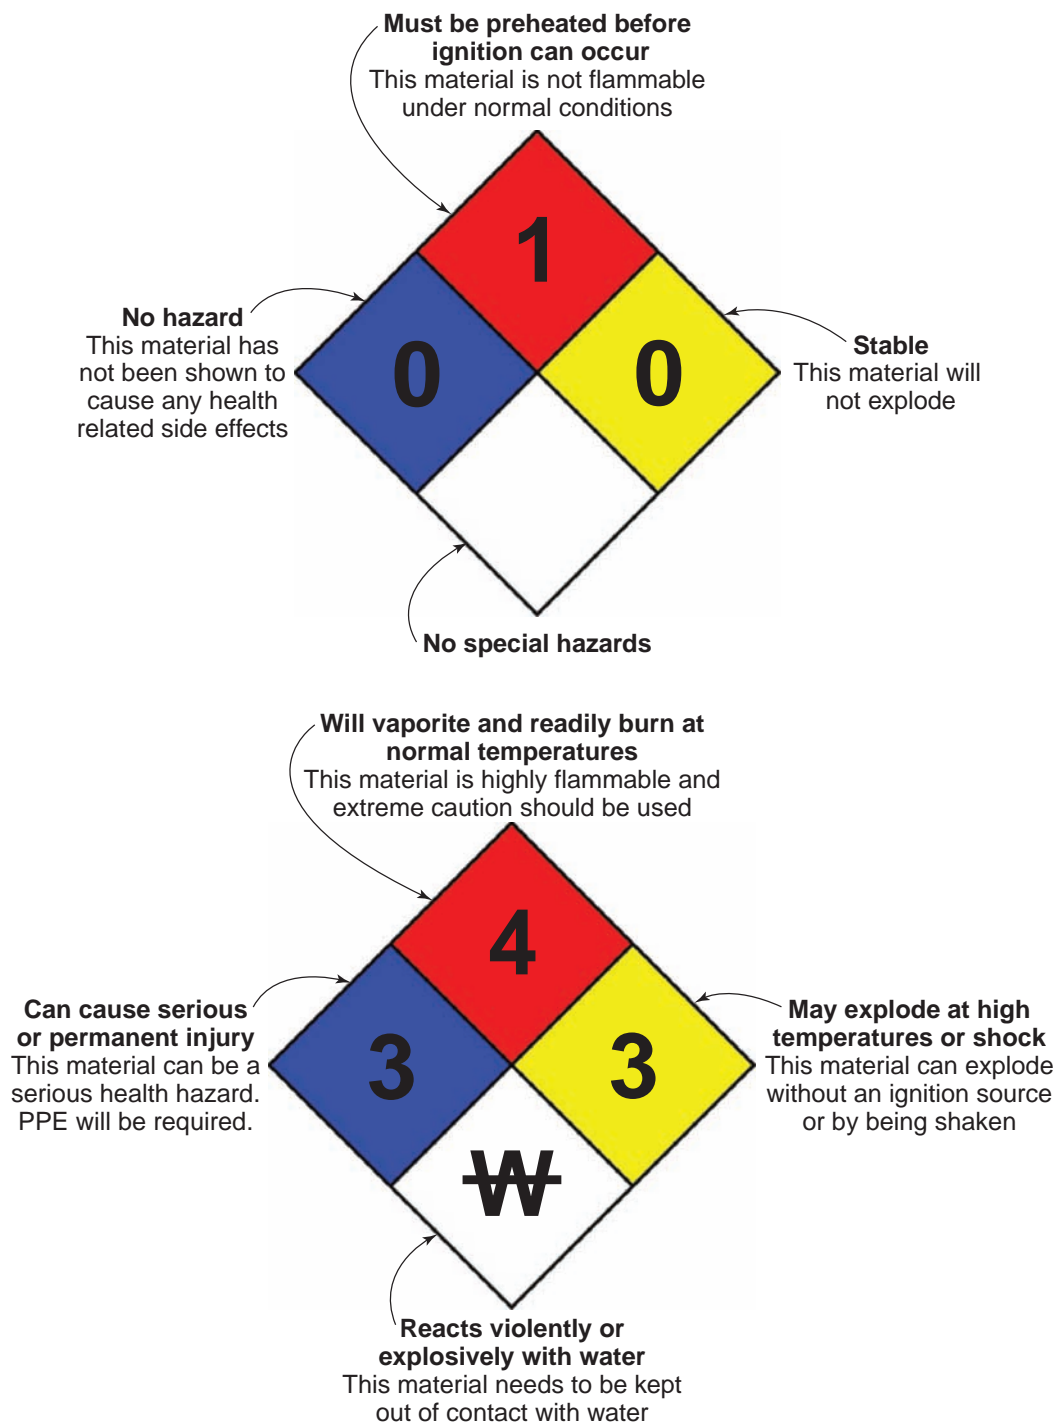 Must be preheated before
ignition can occur
This material is not flammable
under normal conditions
1
No hazard
This material has
not been shown to
cause any health
related side effects
0
0
Stable
This material will
not explode
No special hazards
Will vaporite and readily burn at
normal temperatures
This material is highly flammable and
extreme caution should be used
4
Can cause serious
or permanent injury
This material can be a
serious health hazard.
PPE will be required.
3
3
May explode at high
temperatures or shock
This material can explode
without an ignition source
or by being shaken
W
Reacts violently or
explosively with water
This material needs to be kept
out of contact with water